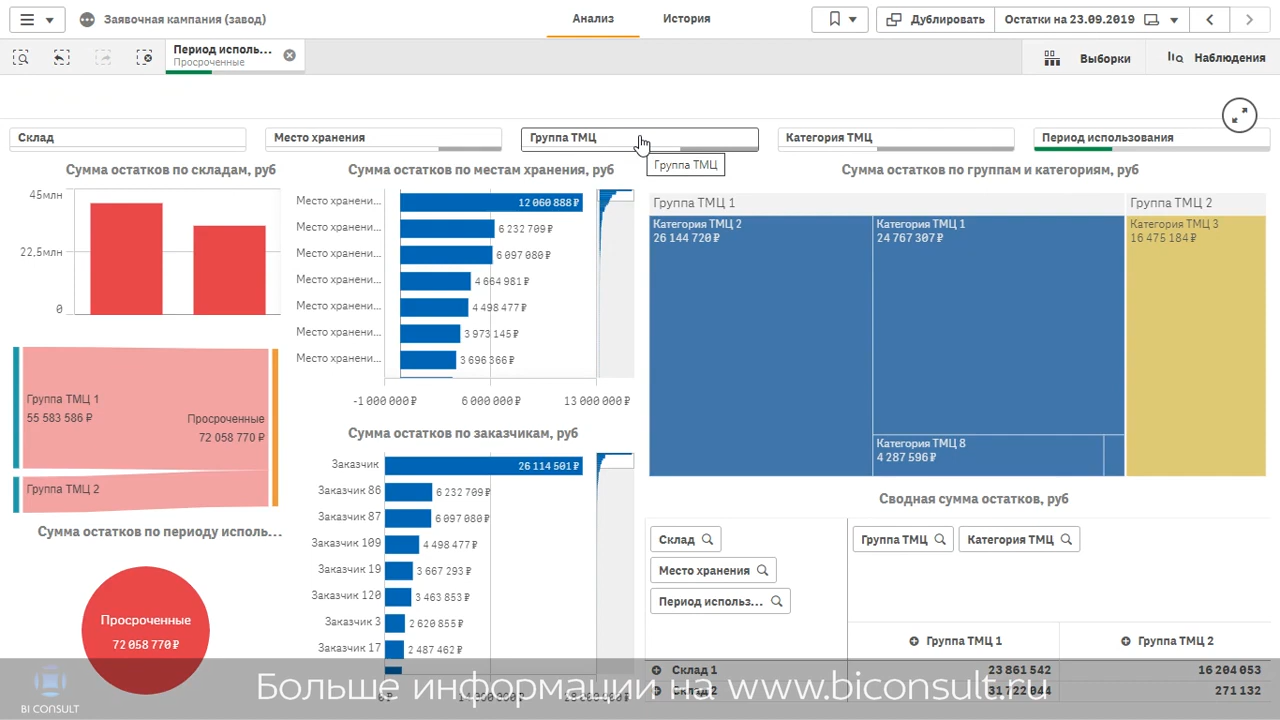 Заявочная кампания (завод)
Анализ
История
Дублировать
Остатки на 23.09.2019
Период исполь...
Просроченные
Выборки
Наблюдения
Склад
Место хранения
Группа ТМЦ
Категория ТМЦ
Период использования
Группа ТМЦ
Сумма остатков по складам, руб
45млн
22,5млн
0
Группа ТМЦ 1
55 583 586 ₽
Просроченные
72 058 770 ₽
Группа ТМЦ 2
Сумма остатков по периоду исполь...
Просроченные
72 058 770 ₽
Сумма остатков по местам хранения, руб
Место хранени...
12 060 888 ₽
Место хранени...
6 232 709 ₽
Место хранени...
6 097 080 ₽
Место хранени...
4 664 981 ₽
Место хранени...
4 498 477 ₽
Место хранени...
3 973 145 ₽
Место хранени...
3 696 366 ₽
-1 000 000 ₽
6 000 000 ₽
13 000 000 ₽
Сумма остатков по заказчикам, руб
Заказчик
26 114 501 ₽
Заказчик 86
6 232 709 ₽
Заказчик 87
6 097 080 ₽
Заказчик 109
4 498 477 ₽
Заказчик 19
3 667 293 ₽
Заказчик 120
3 463 853 ₽
Заказчик 3
2 620 855 ₽
Заказчик 17
2 487 462 ₽
Сумма остатков по группам и категориям, руб
Группа ТМЦ 1
Группа ТМЦ 2
Категория ТМЦ 2
26 144 720 ₽
Категория ТМЦ 1
24 767 307 ₽
Категория ТМЦ 3
16 475 184 ₽
Категория ТМЦ 8
4 287 596 ₽
Сводная сумма остатков, руб
Склад
Место хранения
Период использ...
Группа ТМЦ
Категория ТМЦ
Группа ТМЦ 1
Группа ТМЦ 2
Склад 1
23 861 542
16 204 053
Склад 2
31 722 044
271 132
Больше информации на www.biconsult.ru
BI CONSULT